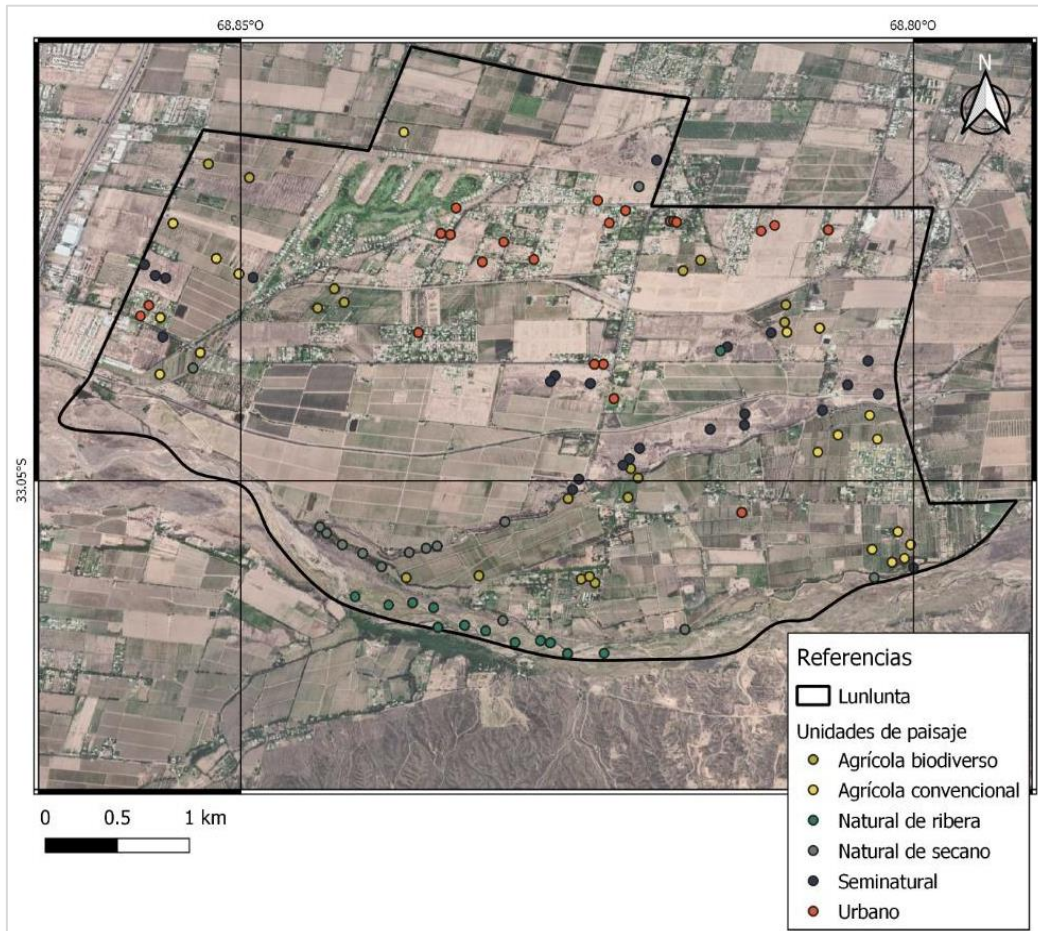 68.85°O
68.80°O
N
33.05°S
0 0.5 1 km
Referencias
Lunlunta
Unidades de paisaje
Agrícola biodiverso
Agrícola convencional
Natural de ribera
Natural de secano
Seminatural
Urbano